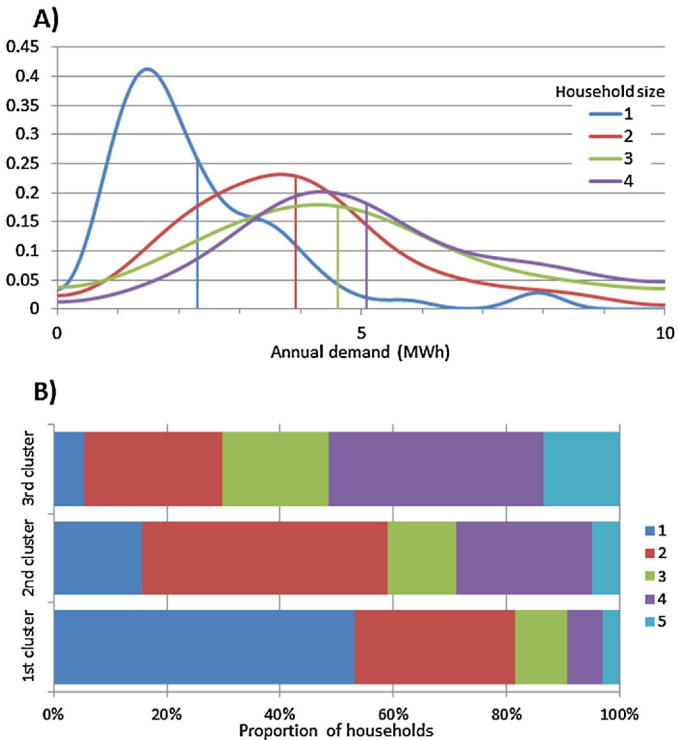 A)
0.45
0.4
0.35
0.3
0.25
0.2
0.15
0.1
0.05
0
Household size
1
2
3
4
0 5 10
Annual demand (MWh)
B)
3rd cluster
2nd cluster
1st cluster
1
2
3
4
5
0% 20% 40% 60% 80% 100%
Proportion of households